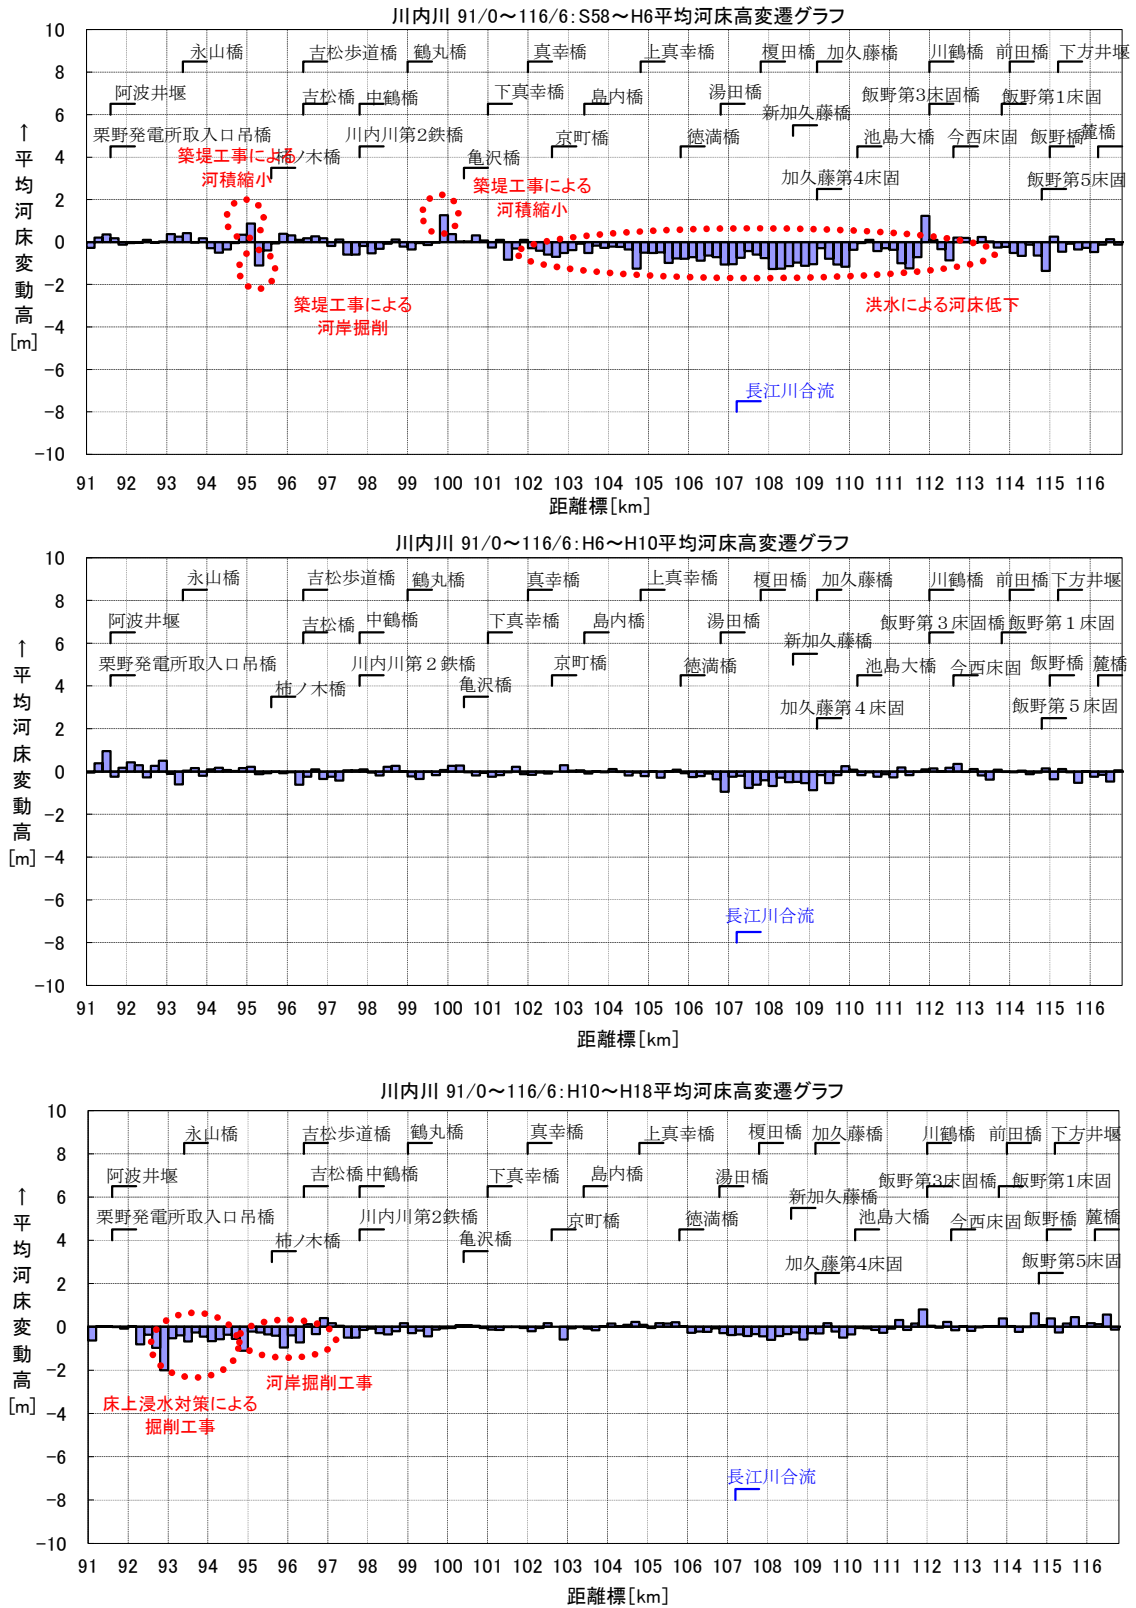 川内川 91/0～116/6：S58～H6平均河床高変遷グラフ
永山橋
吉松歩道橋
鶴丸橋
真幸橋
上真幸橋
榎田橋
加久藤橋
川鶴橋
前田橋
下方井堰
阿波井堰
吉松橋
中鶴橋
下真幸橋
島内橋
湯田橋
新加久藤橋
飯野第3床固橋
飯野第1床固
栗野発電所取入口吊橋
川内川第2鉄橋
京町橋
徳満橋
池島大橋
今西床固
飯野橋
麓橋
柿ノ木橋
亀沢橋
加久藤第4床固
飯野第5床固
築堤工事による
河積縮小
築堤工事による
河積縮小
築堤工事による
河岸掘削
洪水による河床低下
長江川合流
↑平均河床変動高[m]
10
8
6
4
2
0
-2
-4
-6
-8
-10
91 92 93 94 95 96 97 98 99 100 101 102 103 104 105 106 107 108 109 110 111 112 113 114 115 116
距離標[km]
川内川 91/0～116/6：H6～H10平均河床高変遷グラフ
永山橋
吉松歩道橋
鶴丸橋
真幸橋
上真幸橋
榎田橋
加久藤橋
川鶴橋
前田橋
下方井堰
阿波井堰
吉松橋
中鶴橋
下真幸橋
島内橋
湯田橋
新加久藤橋
飯野第３床固橋
飯野第１床固
栗野発電所取入口吊橋
川内川第２鉄橋
京町橋
徳満橋
池島大橋
今西床固
飯野橋
麓橋
柿ノ木橋
亀沢橋
加久藤第４床固
飯野第５床固
長江川合流
↑平均河床変動高[m]
10
8
6
4
2
0
-2
-4
-6
-8
-10
91 92 93 94 95 96 97 98 99 100 101 102 103 104 105 106 107 108 109 110 111 112 113 114 115 116
距離標[km]
川内川 91/0～116/6：H10～H18平均河床高変遷グラフ
永山橋
吉松歩道橋
鶴丸橋
真幸橋
上真幸橋
榎田橋
加久藤橋
川鶴橋
前田橋
下方井堰
阿波井堰
吉松橋
中鶴橋
下真幸橋
島内橋
湯田橋
新加久藤橋
飯野第3床固橋
飯野第1床固
栗野発電所取入口吊橋
川内川第2鉄橋
京町橋
徳満橋
池島大橋
今西床固
飯野橋
麓橋
柿ノ木橋
亀沢橋
加久藤第4床固
飯野第5床固
床上浸水対策による
掘削工事
河岸掘削工事
長江川合流
↑平均河床変動高[m]
10
8
6
4
2
0
-2
-4
-6
-8
-10
91 92 93 94 95 96 97 98 99 100 101 102 103 104 105 106 107 108 109 110 111 112 113 114 115 116
距離標[km]